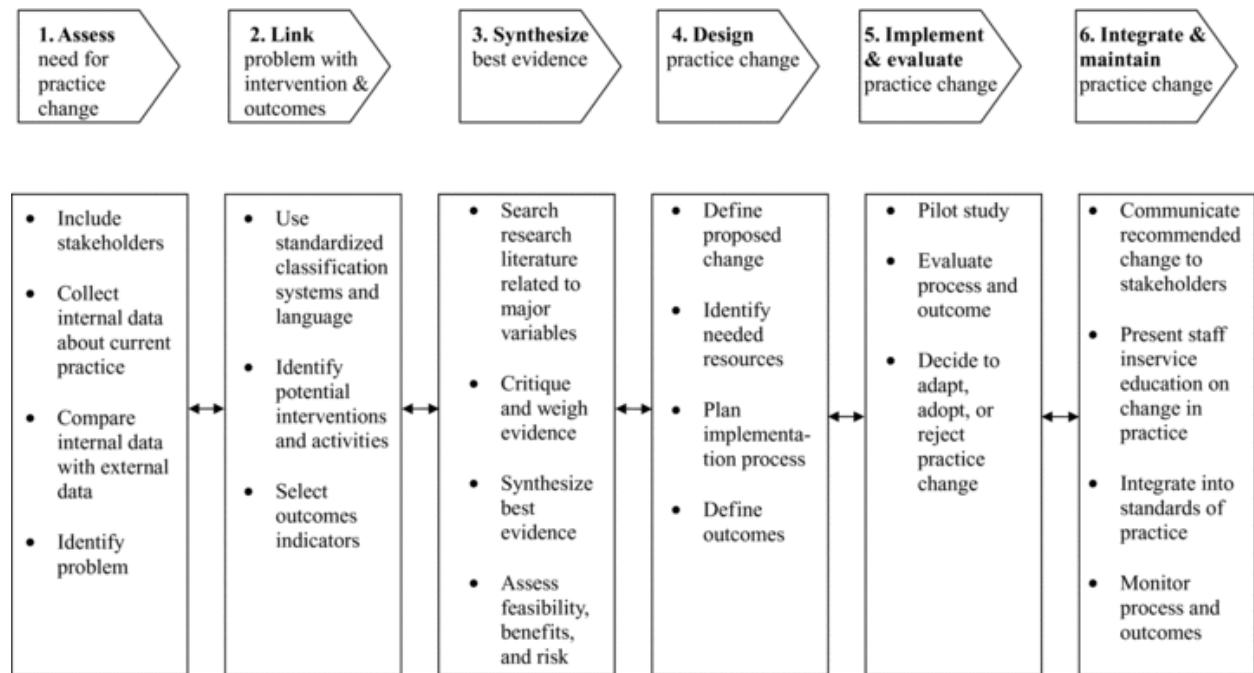 1. Assess
need for
practice
change
2. Link
problem with
intervention &
outcomes
3. Synthesize
best evidence
4. Design
practice change
5. Implement
& evaluate
practice change
6. Integrate &
maintain
practice change
• Include
stakeholders
• Collect
internal data
about current
practice
• Compare
internal data
with external
data
• Identify
problem
• Use
standardized
classification
systems and
language
• Identify
potential
interventions
and activities
• Select
outcomes
indicators
• Search
research
literature
related to
major
variables
• Critique
and weigh
evidence
• Synthesize
best
evidence
• Assess
feasibility,
benefits,
and risk
• Define
proposed
change
• Identify
needed
resources
• Plan
implementa-
tion process
• Define
outcomes
• Pilot study
• Evaluate
process and
outcome
• Decide to
adapt,
adopt, or
reject
practice
change
• Communicate
recommended
change to
stakeholders
• Present staff
inservice
education on
change in
practice
• Integrate into
standards of
practice
• Monitor
process and
outcomes